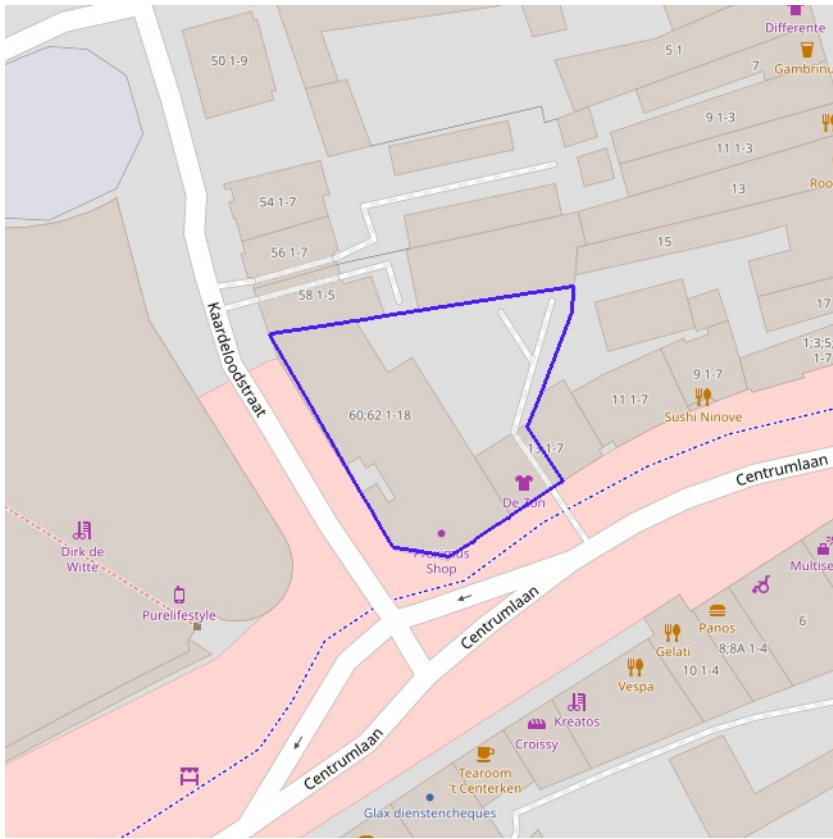 Differente
50 1-9
5 1
7
Gambrinu
9 1-3
11 1-3
Roo
13
54 1-7
15
56 1-7
58 1-5
17
Kaardeloodstraat
1;3;5,
1-7
9 1-7
11 1-7
60;62 1-18
Sushi Ninove
13 1-7
Centrumlaan
De Zon
Proximus
Shop
Dirk de
Witte
Multise
Purelifestyle
Centrumlaan
Panos
6
Gelati
8;8A 1-4
10 1-4
Vespa
Kreatos
Croissy
Centrumlaan
Tearoom
't Centerken
Glax dienstencheques